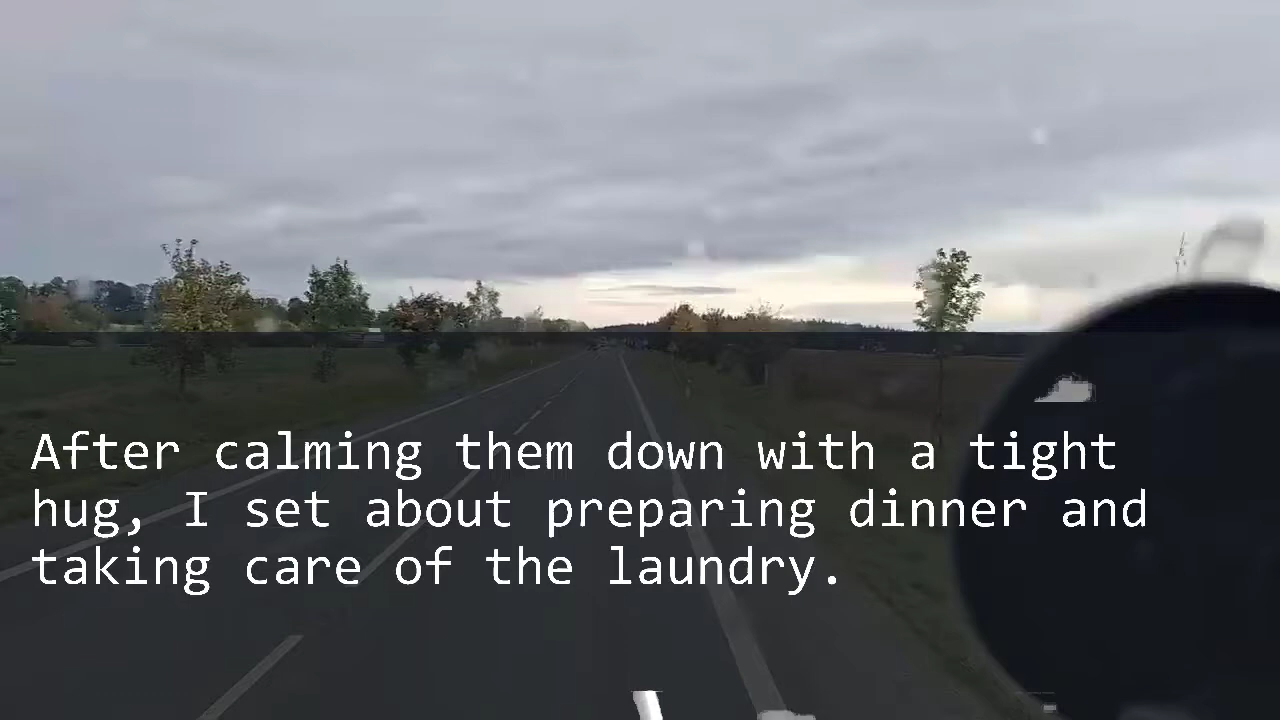 After calming them down with a tight
hug, I set about preparing dinner and
taking care of the laundry.